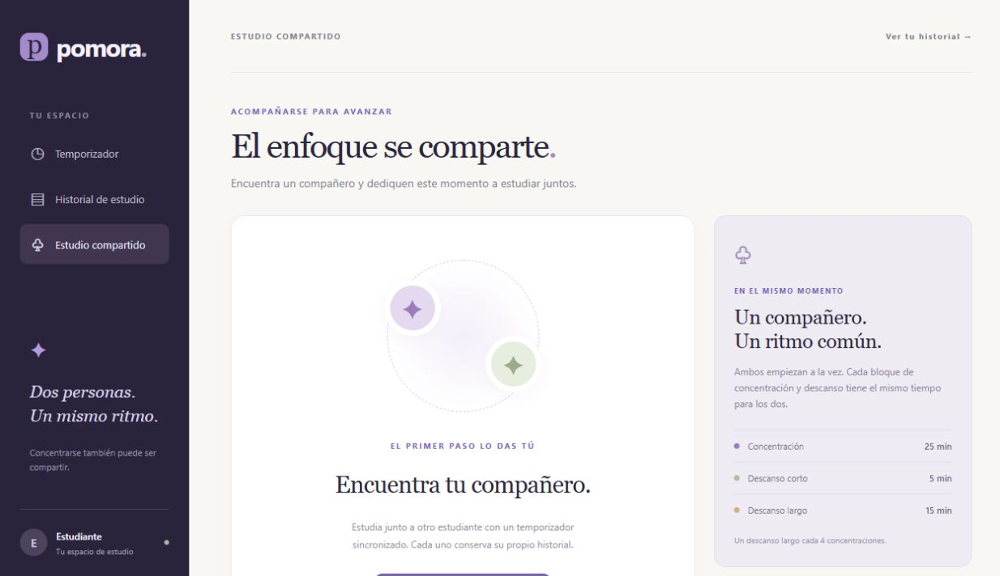 p pomora.
TU ESPACIO
Temporizador
Historial de estudio
Estudio compartido
Dos personas.
Un mismo ritmo.
Concentrarse también puede ser
compartir.
E
Estudiante
Tu espacio de estudio
ESTUDIO COMPARTIDO
Ver tu historial →
ACOMPAÑARSE PARA AVANZAR
El enfoque se comparte.
Encuentra un compañero y dediquen este momento a estudiar juntos.
EL PRIMER PASO LO DAS TÚ
Encuentra tu compañero.
Estudia junto a otro estudiante con un temporizador
sincronizado. Cada uno conserva su propio historial.
EN EL MISMO MOMENTO
Un compañero.
Un ritmo común.
Ambos empiezan a la vez. Cada bloque de
concentración y descanso tiene el mismo tiempo
para los dos.
Concentración 25 min
Descanso corto 5 min
Descanso largo 15 min
Un descanso largo cada 4 concentraciones.